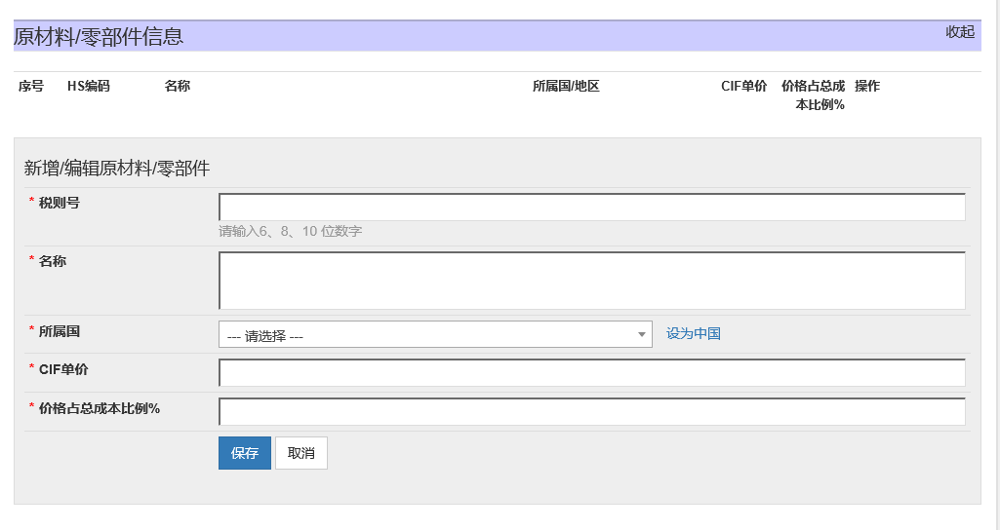 原材料/零部件信息 收起
序号 HS编码 名称 所属国/地区 CIF单价 价格占总成 操作
本比例%
新增/编辑原材料/零部件
* 税则号
请输入6、8、10 位数字
* 名称
* 所属国 --- 请选择 --- 设为中国
* CIF单价
* 价格占总成本比例%
保存 取消